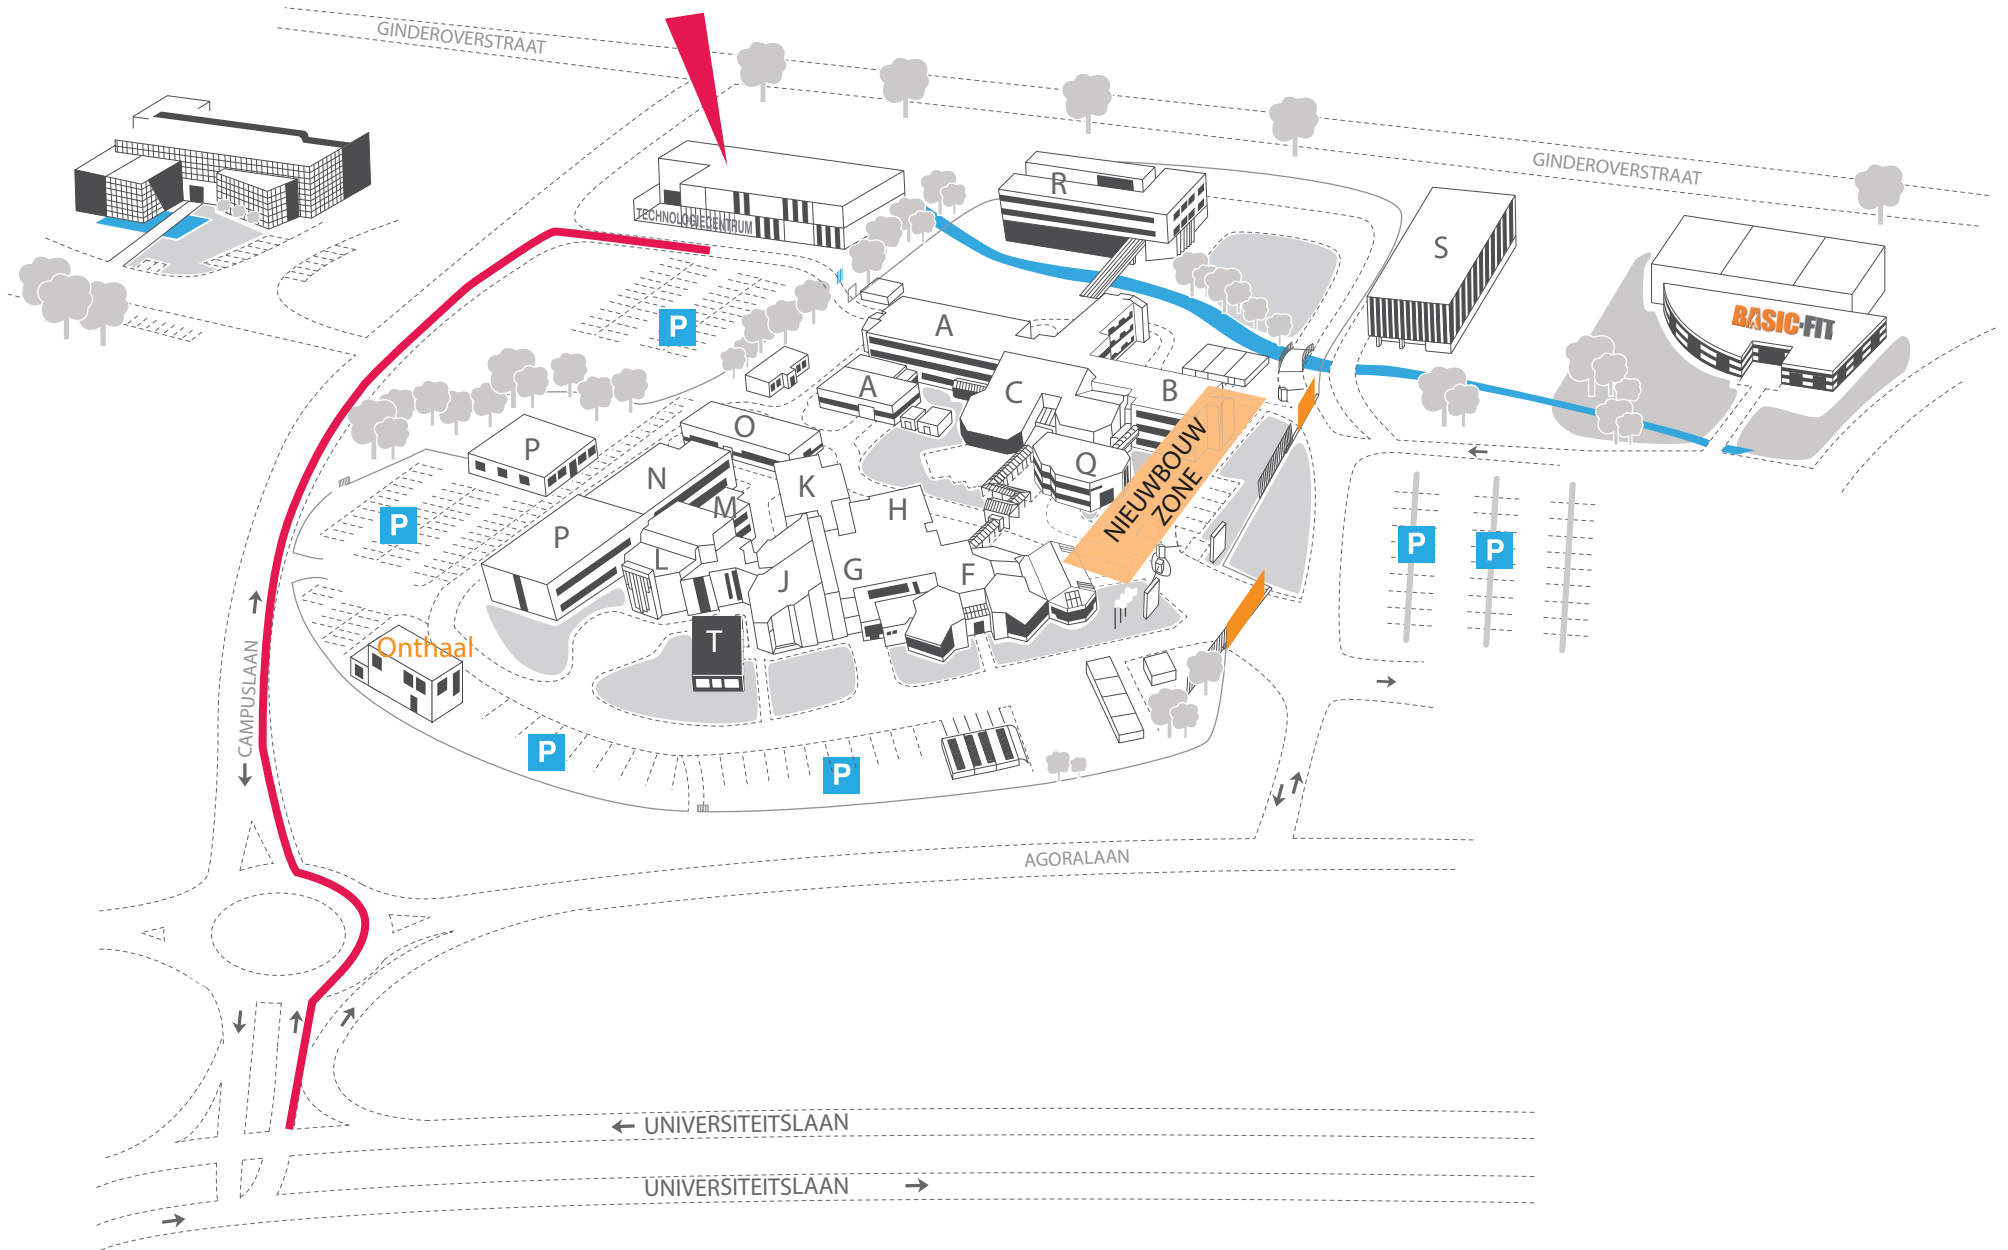 GINDEROVERSTRAAT
GINDEROVERSTRAAT
TECHNOLOGIECENTRUM
R
S
BASIC-FIT
P
A
A
C
B
O
P
N
K
Q
NIEUWBOUW
ZONE
M
H
P
P
L
J
G
F
P
P
T
Onthaal
CAMPUSLAAN
P
P
AGORALAAN
UNIVERSITEITSLAAN
UNIVERSITEITSLAAN